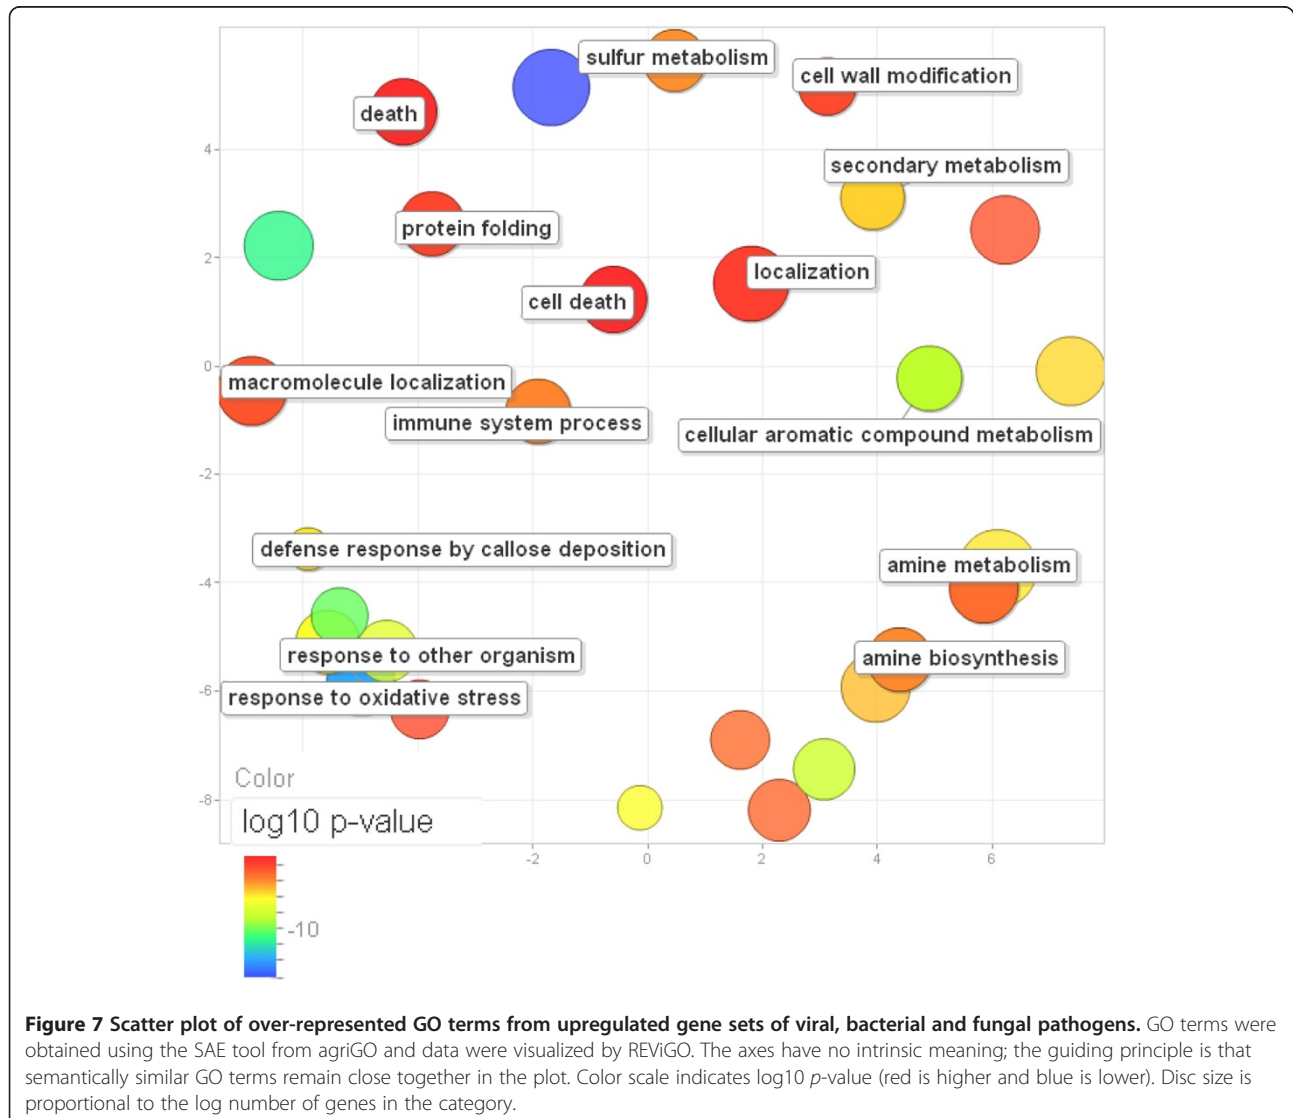 sulfur metabolism
cell wall modification
death
4
secondary metabolism
protein folding
2
localization
cell death
0
macromolecule localization
immune system process
cellular aromatic compound metabolism
-2
defense response by callose deposition
amine metabolism
-4
response to other organism
amine biosynthesis
-6
response to oxidative stress
Color
-8
log10 p-value
-2 0 2 4 6
-10
Figure 7 Scatter plot of over-represented GO terms from upregulated gene sets of viral, bacterial and fungal pathogens. GO terms were
obtained using the SAE tool from agriGO and data were visualized by REViGO. The axes have no intrinsic meaning; the guiding principle is that
semantically similar GO terms remain close together in the plot. Color scale indicates log10 p-value (red is higher and blue is lower). Disc size is
proportional to the log number of genes in the category.